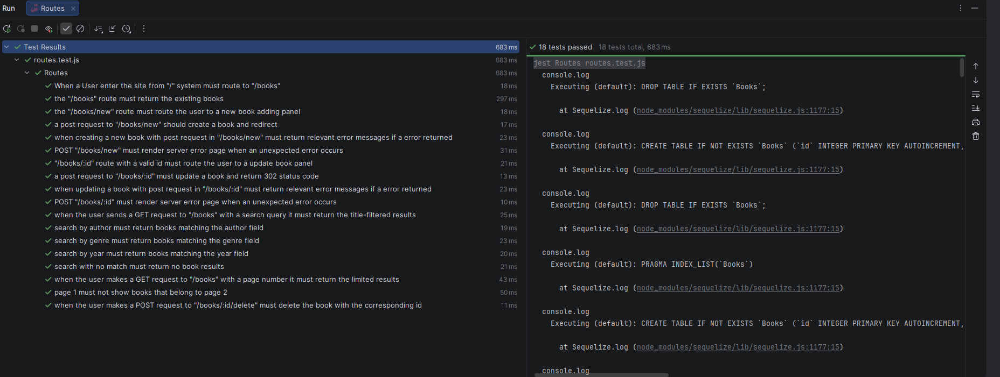 Run
Routes
Test Results 683 ms
routes.test.js 683 ms
Routes 683 ms
When a User enter the site from "/" system must route to "/books" 18 ms
the "/books" route must return the existing books 297 ms
the "/books/new" route must route the user to a new book adding panel 18 ms
a post request to "/books/new" should create a book and redirect 17 ms
when creating a new book with post request in "/books/new" must return relevant error messages if a error returned 23 ms
POST "/books/new" must render server error page when an unexpected error occurs 31 ms
"/books/:id" route with a valid id must route the user to a update book panel 21 ms
a post request to "/books/:id" must update a book and return 302 status code 13 ms
when updating a book with post request in "/books/:id" must return relevant error messages if a error returned 23 ms
POST "/books/:id" must render server error page when an unexpected error occurs 10 ms
when the user sends a GET request to "/books" with a search query it must return the title-filtered results 25 ms
search by author must return books matching the author field 19 ms
search by genre must return books matching the genre field 23 ms
search by year must return books matching the year field 20 ms
search with no match must return no book results 21 ms
when the user makes a GET request to "/books" with a page number it must return the limited results 43 ms
page 1 must not show books that belong to page 2 50 ms
when the user makes a POST request to "/books/:id/delete" must delete the book with the corresponding id 11 ms
18 tests passed 18 tests total, 683 ms
jest Routes routes.test.js
console.log
Executing (default): DROP TABLE IF EXISTS `Books`;
at Sequelize.log (node_modules/sequelize/lib/sequelize.js:1177:15)
console.log
Executing (default): CREATE TABLE IF NOT EXISTS `Books` (`id` INTEGER PRIMARY KEY AUTOINCREMENT,
at Sequelize.log (node_modules/sequelize/lib/sequelize.js:1177:15)
console.log
Executing (default): DROP TABLE IF EXISTS `Books`;
at Sequelize.log (node_modules/sequelize/lib/sequelize.js:1177:15)
console.log
Executing (default): PRAGMA INDEX_LIST(`Books`)
at Sequelize.log (node_modules/sequelize/lib/sequelize.js:1177:15)
console.log
Executing (default): CREATE TABLE IF NOT EXISTS `Books` (`id` INTEGER PRIMARY KEY AUTOINCREMENT,
at Sequelize.log (node_modules/sequelize/lib/sequelize.js:1177:15)
console.log